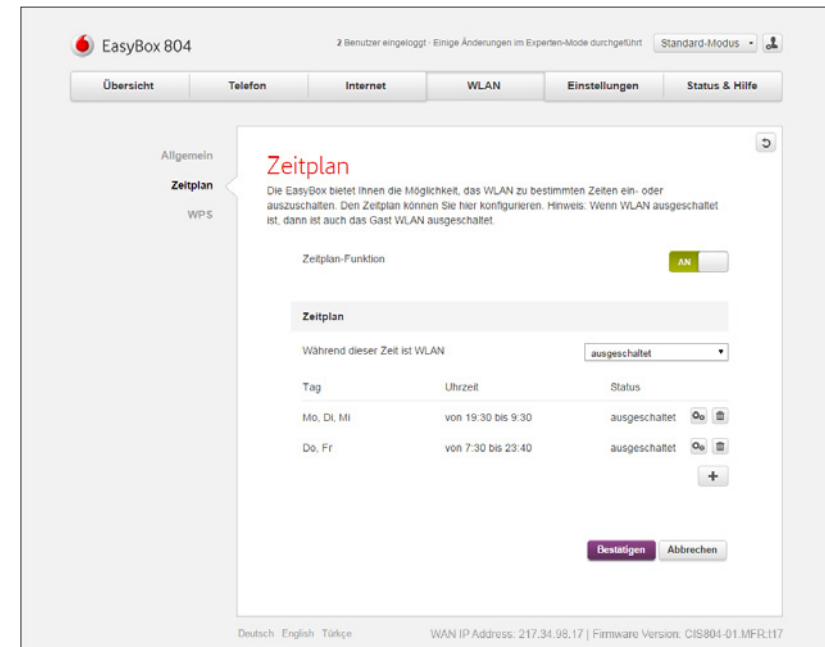 EasyBox 804
2 Benutzer eingeloggt · Einige Änderungen im Experten-Mode durchgeführt
Standard-Modus
Übersicht Telefon Internet WLAN Einstellungen Status & Hilfe
Allgemein
Zeitplan
WPS
Zeitplan
Die EasyBox bietet Ihnen die Möglichkeit, das WLAN zu bestimmten Zeiten ein- oder
auszuschalten. Den Zeitplan können Sie hier konfigurieren. Hinweis: Wenn WLAN ausgeschaltet
ist, dann ist auch das Gast WLAN ausgeschaltet.
Zeitplan-Funktion AN
Zeitplan
Während dieser Zeit ist WLAN ausgeschaltet
Tag Uhrzeit Status
Mo, Di, Mi von 19:30 bis 9:30 ausgeschaltet
Do, Fr von 7:30 bis 23:40 ausgeschaltet
+
Bestätigen Abbrechen
Deutsch English Türkçe WAN IP Address: 217.34.98.17 | Firmware Version: CIS804-01.MFR.t17